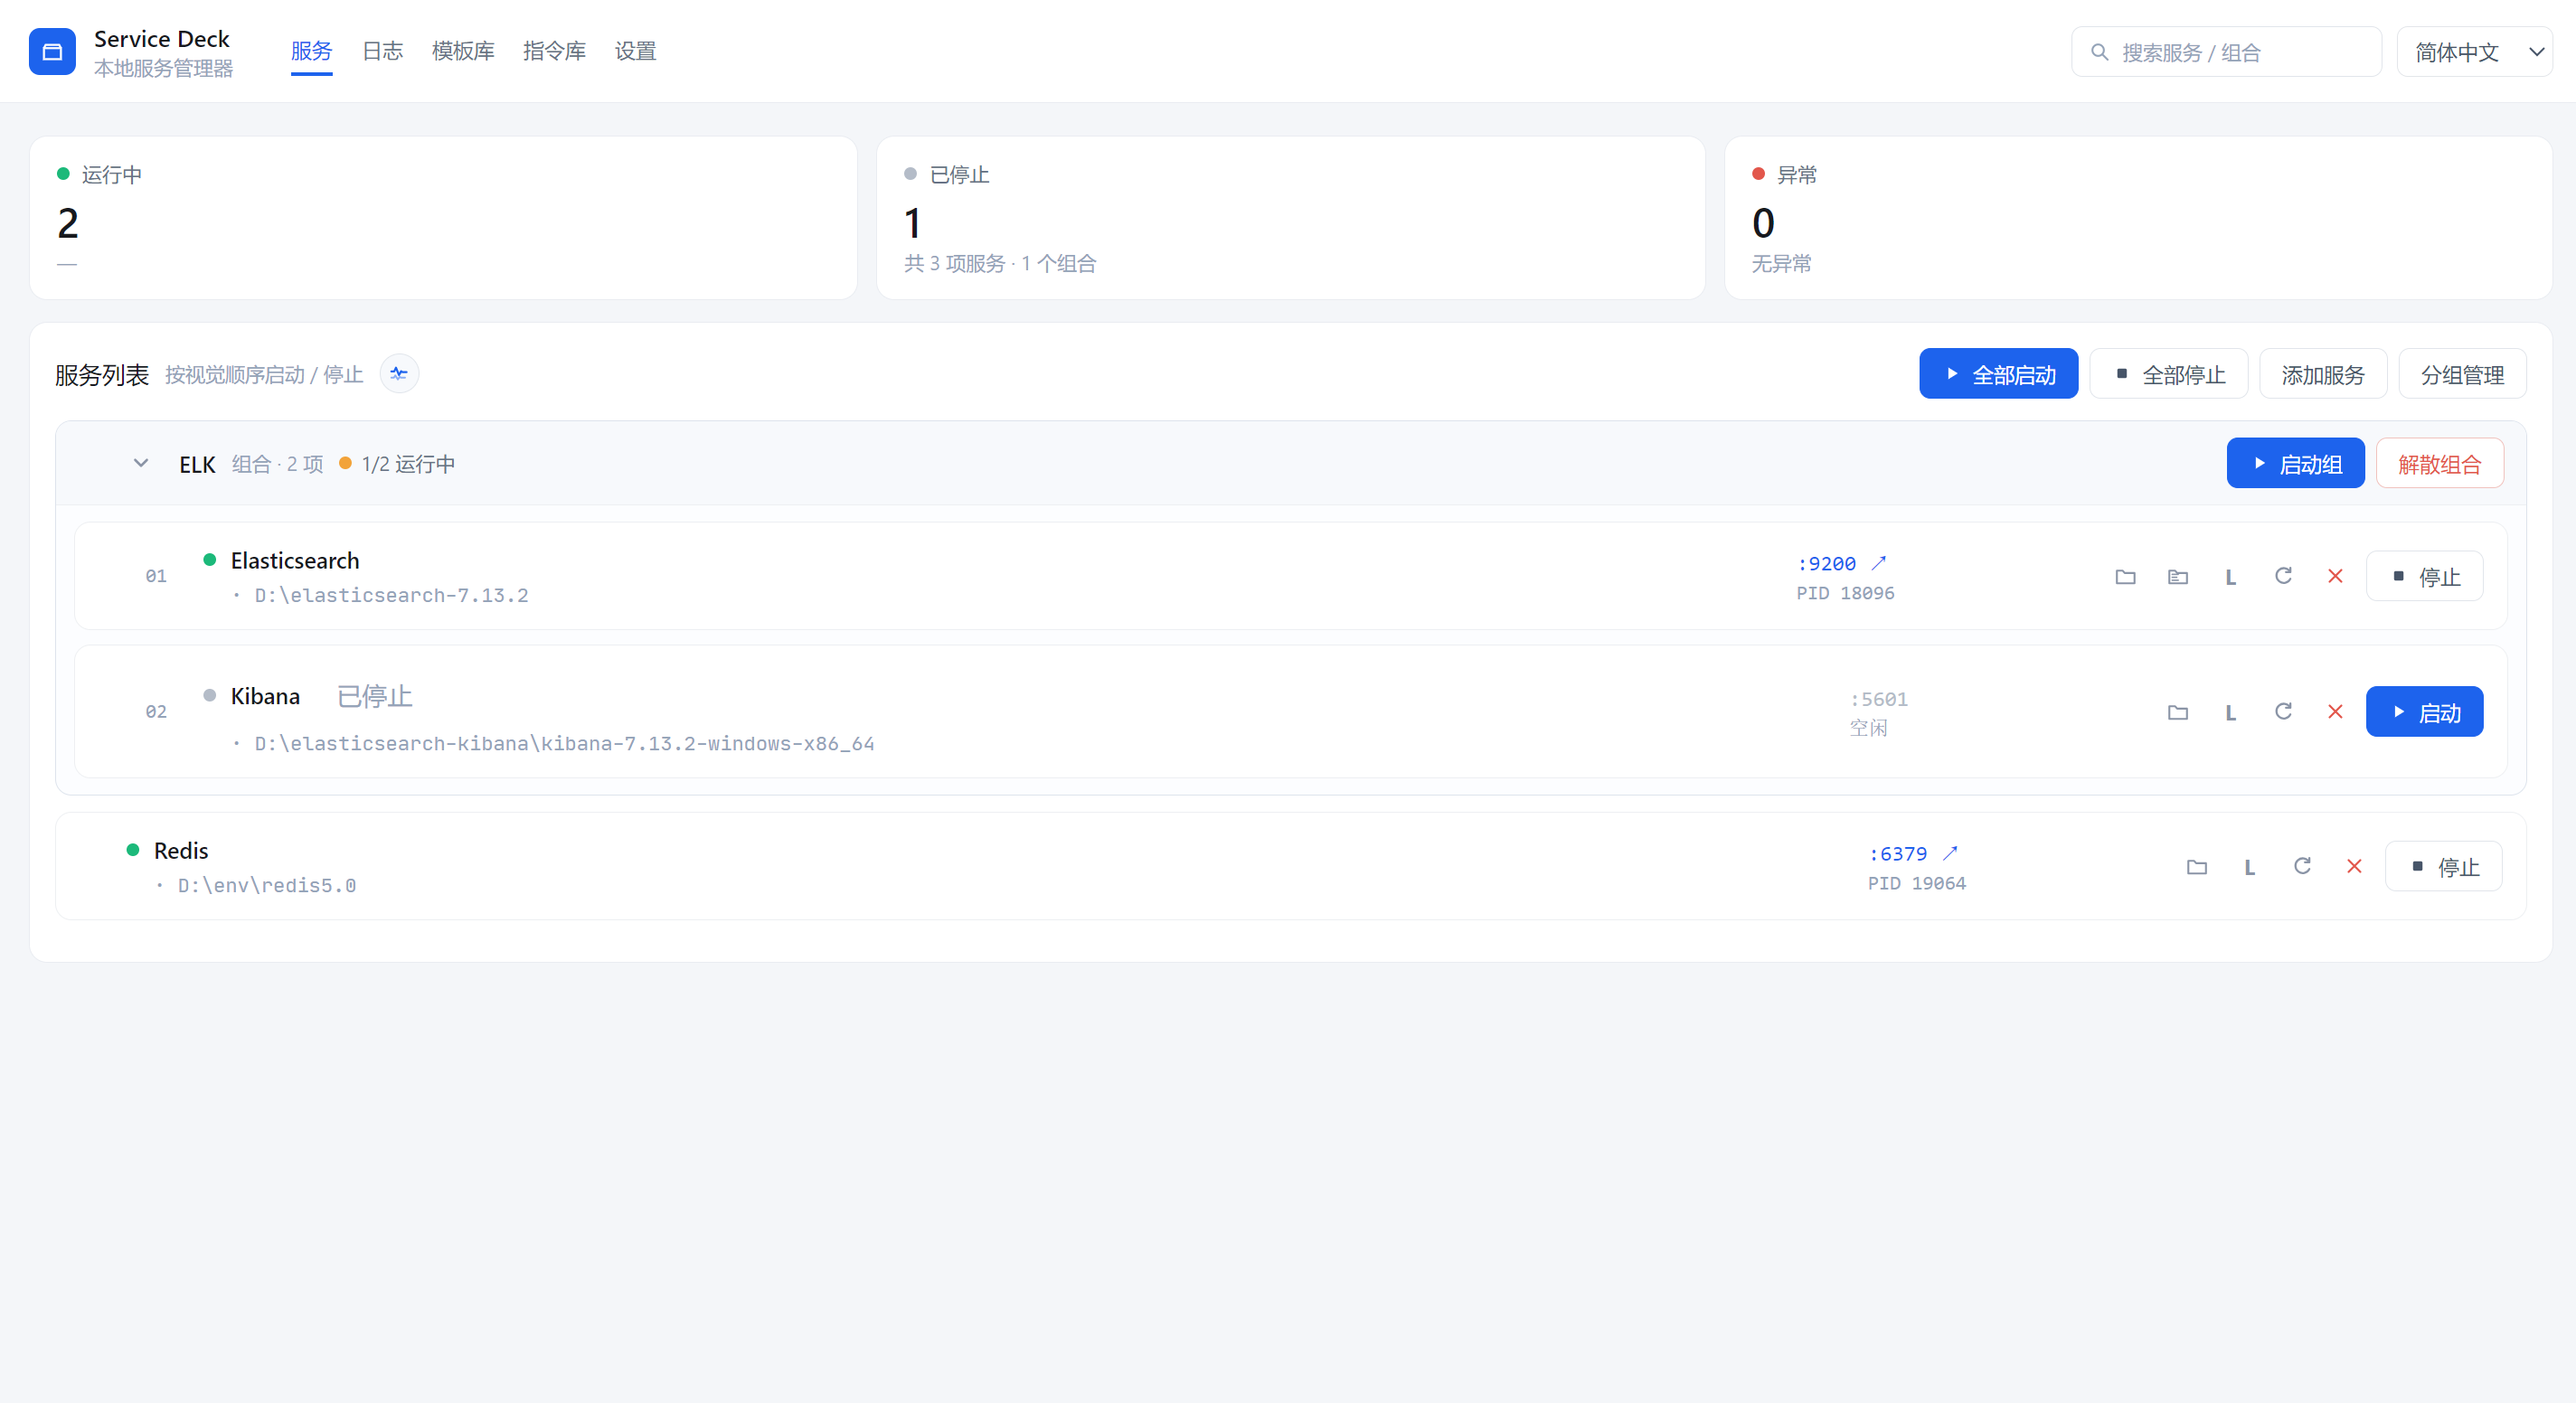 Service Deck
本地服务管理器
服务 日志 模板库 指令库 设置
搜索服务 / 组合
简体中文
运行中
2
—
已停止
1
共 3 项服务 · 1 个组合
异常
0
无异常
服务列表 按视觉顺序启动 / 停止
全部启动 全部停止 添加服务 分组管理
ELK 组合 · 2 项 1/2 运行中
启动组 解散组合
01
Elasticsearch
• D:\elasticsearch-7.13.2
:9200 ↗
PID 18096
L
停止
02
Kibana 已停止
• D:\elasticsearch-kibana\kibana-7.13.2-windows-x86_64
:5601
空闲
L
启动
Redis
• D:\env\redis5.0
:6379 ↗
PID 19064
L
停止